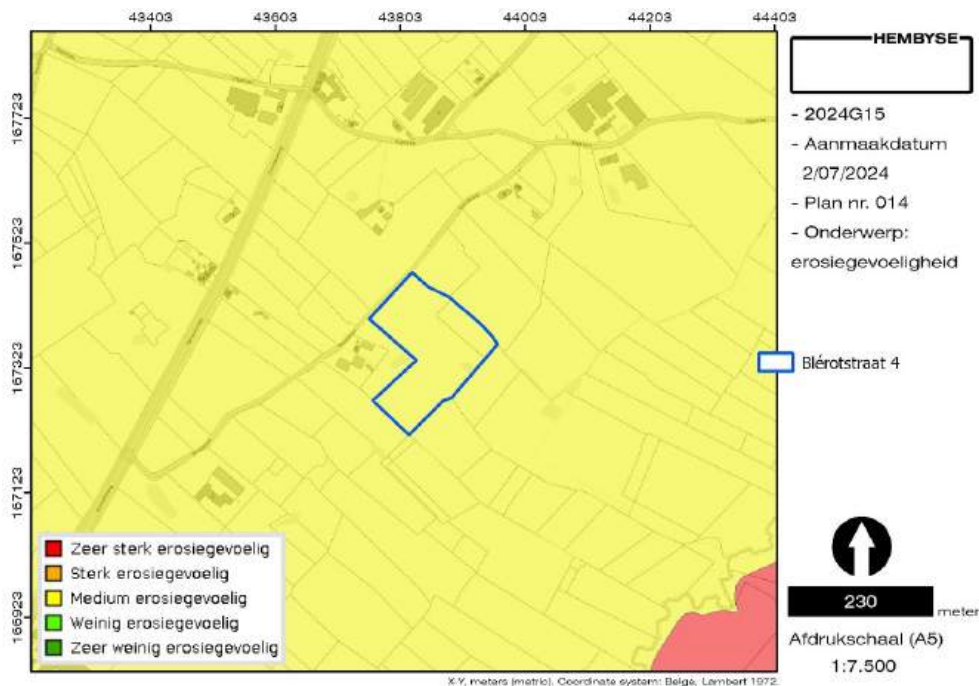 43403 43603 43803 44003 44203 44403
167723
167523
167323
167123
166923
HEMBYSE
- 2024G15
- Aanmaakdatum
2/07/2024
- Plan nr. 014
- Onderwerp:
erosiegevoeligheid
Blérotstraat 4
Zeer sterk erosiegevoelig
Sterk erosiegevoelig
Medium erosiegevoelig
Weinig erosiegevoelig
Zeer weinig erosiegevoelig
230 meter
Afdrukschaal (A5)
1:7.500
X-Y, meters (metric). Coordinate system: Belge, Lambert 1972.